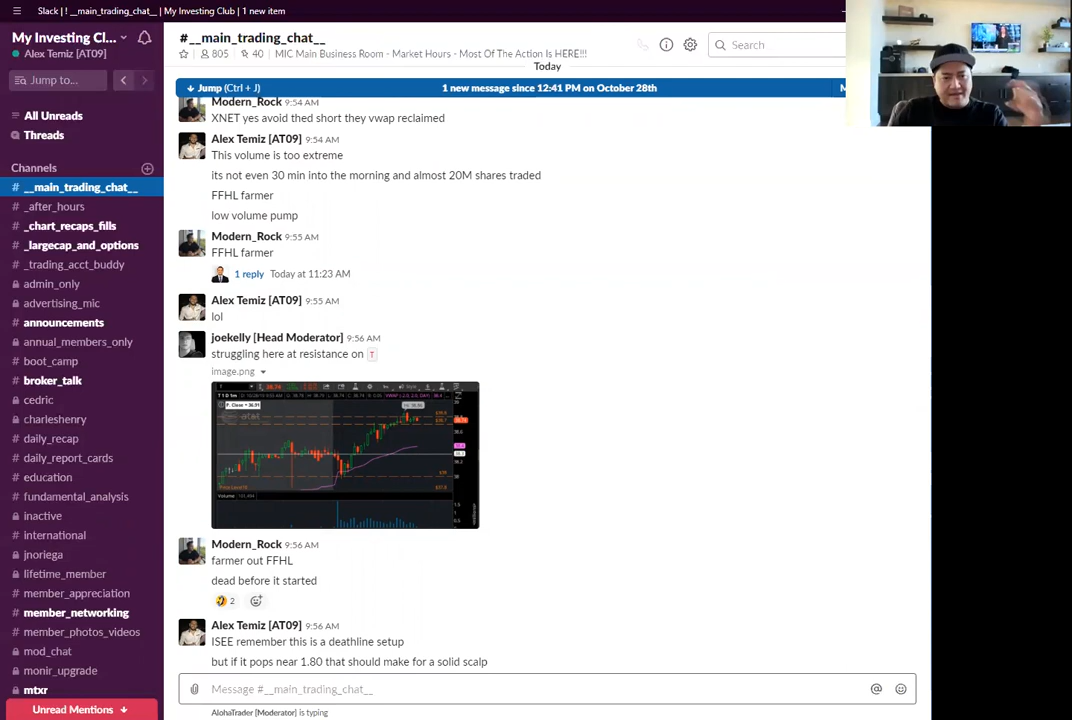 Slack | ! __main_trading_chat__ | My Investing Club | 1 new item
My Investing Cl...
Alex Temiz [AT09]
Jump to...
All Unreads
Threads
Channels
# __main_trading_chat__
# _after_hours
# _chart_recaps_fills
# _largecap_and_options
# _trading_acct_buddy
admin_only
# advertising_mic
announcements
annual_members_only
# boot_camp
# broker_talk
cedric
charleshenry
# daily_recap
# daily_report_cards
# education
# fundamental_analysis
inactive
# international
jnoriega
lifetime_member
# member_appreciation
# member_networking
# member_photos_videos
mod_chat
monir_upgrade
mtxr
Unread Mentions
#__main_trading_chat__
805
40
MIC Main Business Room - Market Hours - Most Of The Action Is HERE!!!
Search
Today
Jump (Ctrl + J)
1 new message since 12:41 PM on October 28th
Modern_Rock 9:54 AM
XNET yes avoid thed short they vwap reclaimed
Alex Temiz [AT09] 9:54 AM
This volume is too extreme
its not even 30 min into the morning and almost 20M shares traded
FFHL farmer
low volume pump
Modern_Rock 9:55 AM
FFHL farmer
1 reply Today at 11:23 AM
Alex Temiz [AT09] 9:55 AM
lol
joekelly [Head Moderator] 9:56 AM
struggling here at resistance on T
image.png
Modern_Rock 9:56 AM
farmer out FFHL
dead before it started
2
Alex Temiz [AT09] 9:56 AM
ISEE remember this is a deathline setup
but if it pops near 1.80 that should make for a solid scalp
Message #__main_trading_chat__
AlohaTrader [Moderator] is typing